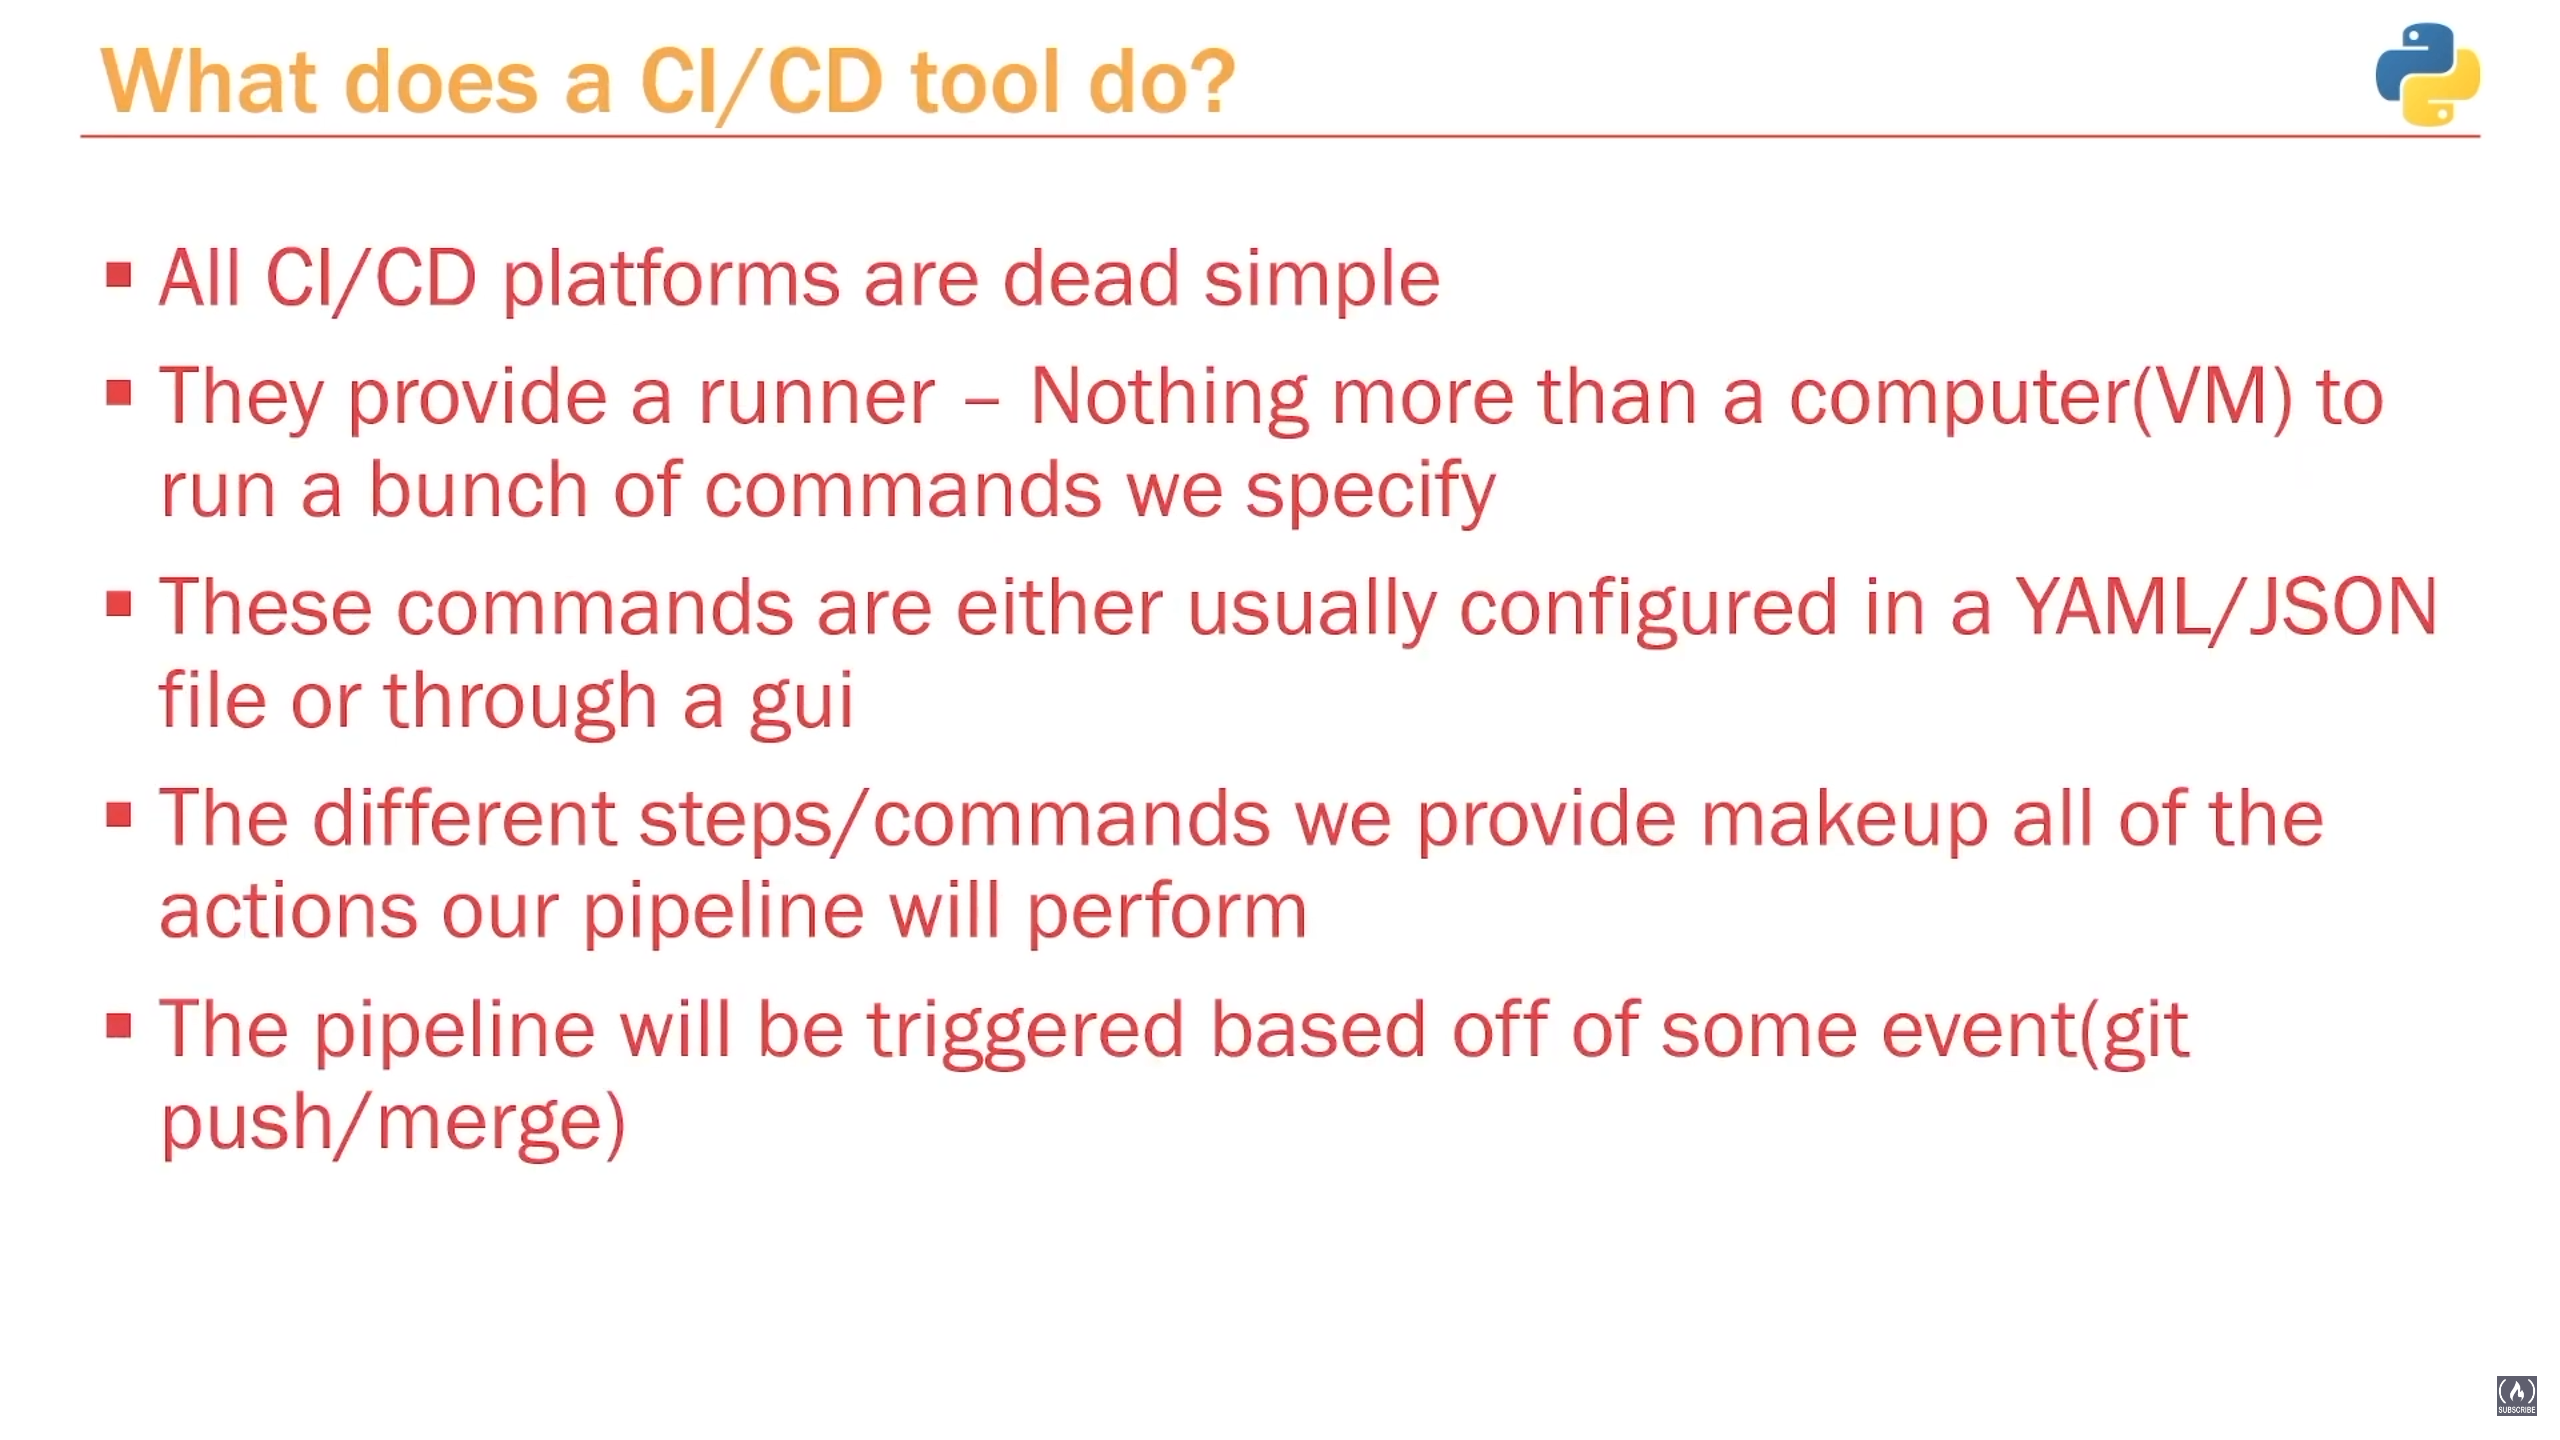 What does a CI/CD tool do?
▪ All CI/CD platforms are dead simple
▪ They provide a runner – Nothing more than a computer(VM) to
run a bunch of commands we specify
▪ These commands are either usually configured in a YAML/JSON
file or through a gui
▪ The different steps/commands we provide makeup all of the
actions our pipeline will perform
▪ The pipeline will be triggered based off of some event(git
push/merge)
SUBSCRIBE